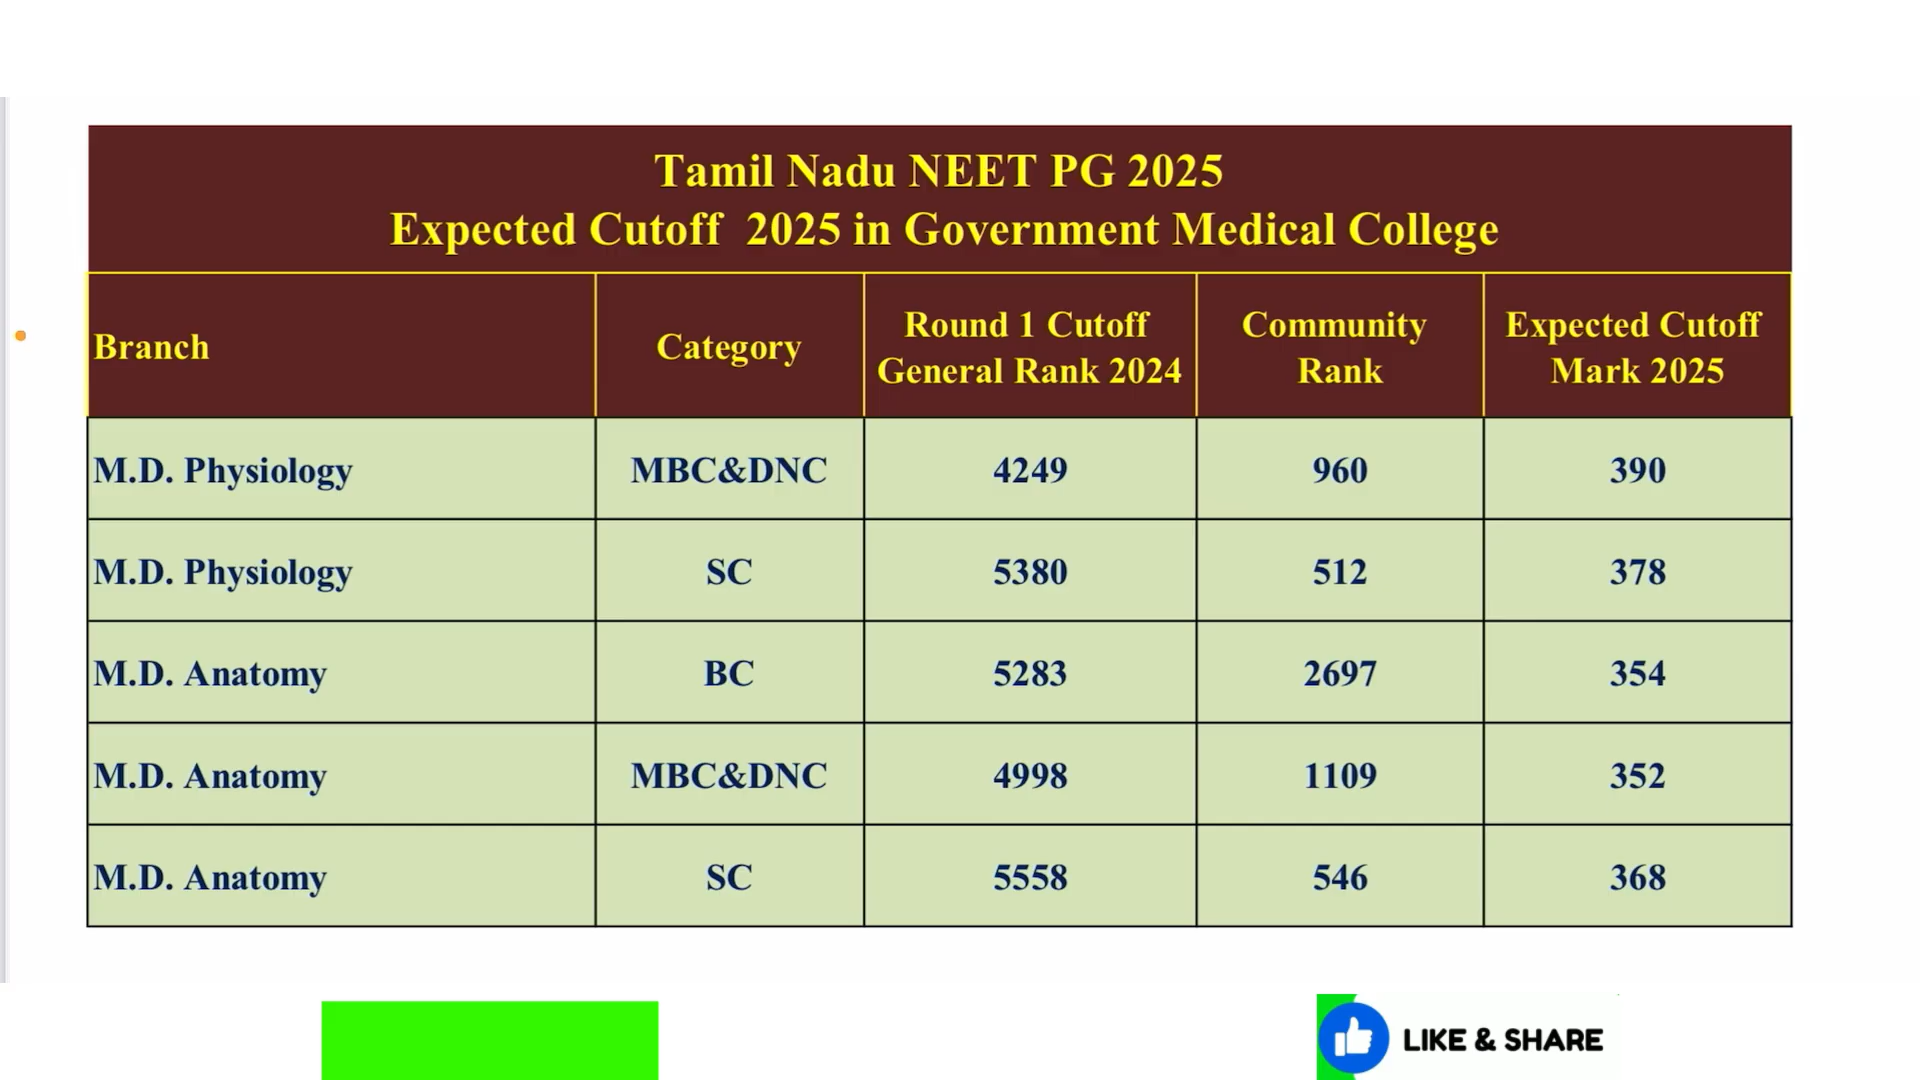 Tamil Nadu NEET PG 2025
Expected Cutoff 2025 in Government Medical College
Branch Category Round 1 Cutoff General Rank 2024 Community Rank Expected Cutoff Mark 2025
M.D. Physiology MBC&DNC 4249 960 390
M.D. Physiology SC 5380 512 378
M.D. Anatomy BC 5283 2697 354
M.D. Anatomy MBC&DNC 4998 1109 352
M.D. Anatomy SC 5558 546 368
LIKE & SHARE